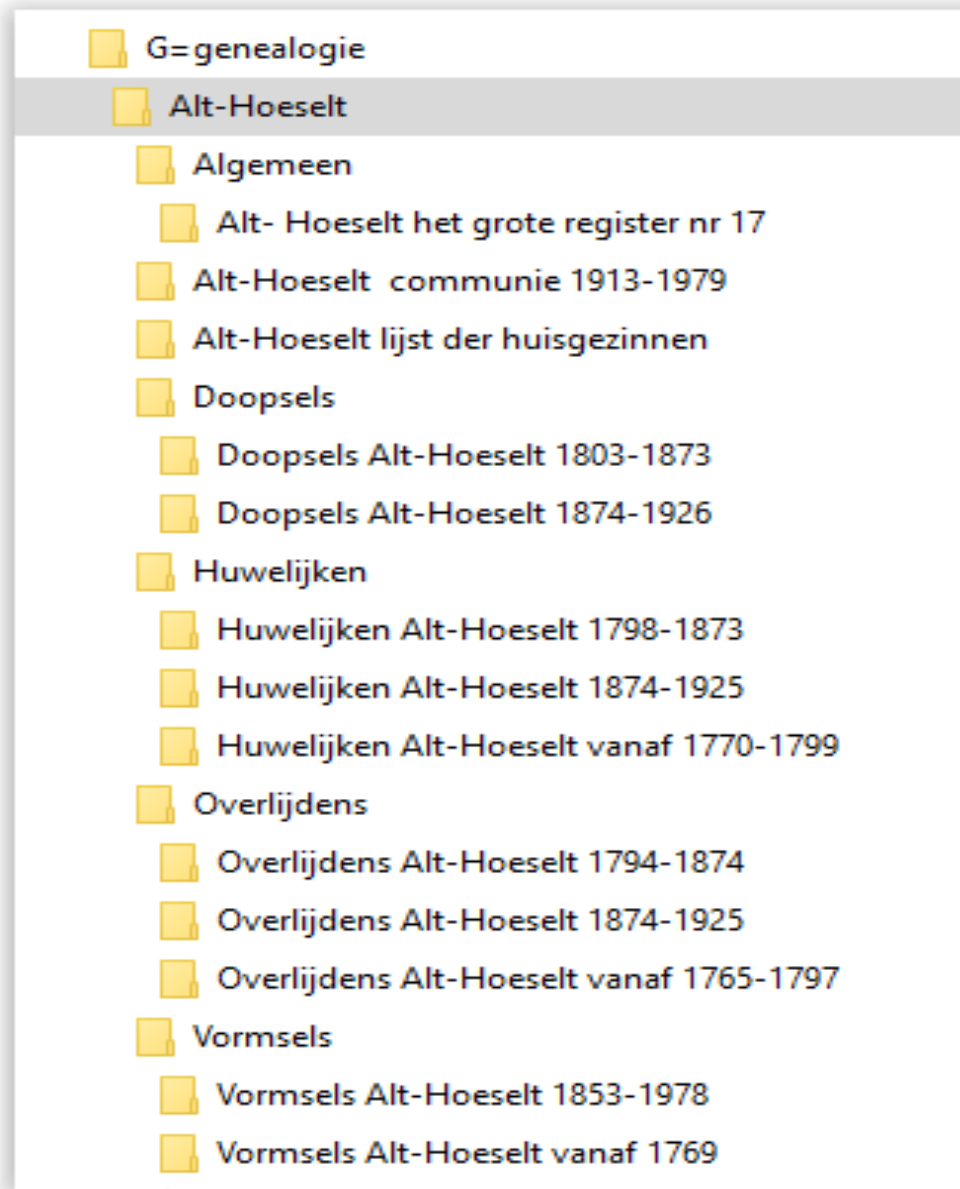 G=genealogie
Alt-Hoeselt
Algemeen
Alt- Hoeselt het grote register nr 17
Alt-Hoeselt  communie 1913-1979
Alt-Hoeselt lijst der huisgezinnen
Doopsels
Doopsels Alt-Hoeselt 1803-1873
Doopsels Alt-Hoeselt 1874-1926
Huwelijken
Huwelijken Alt-Hoeselt 1798-1873
Huwelijken Alt-Hoeselt 1874-1925
Huwelijken Alt-Hoeselt vanaf 1770-1799
Overlijdens
Overlijdens Alt-Hoeselt 1794-1874
Overlijdens Alt-Hoeselt 1874-1925
Overlijdens Alt-Hoeselt vanaf 1765-1797
Vormsels
Vormsels Alt-Hoeselt 1853-1978
Vormsels Alt-Hoeselt vanaf 1769